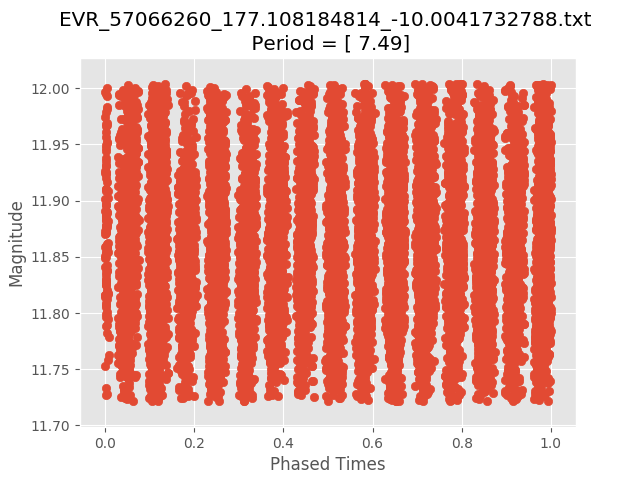 EVR_57066260_177.108184814_-10.0041732788.txt
Period = [ 7.49]
12.00
11.95
11.90
11.85
11.80
11.75
11.70
Magnitude
0.0 0.2 0.4 0.6 0.8 1.0
Phased Times